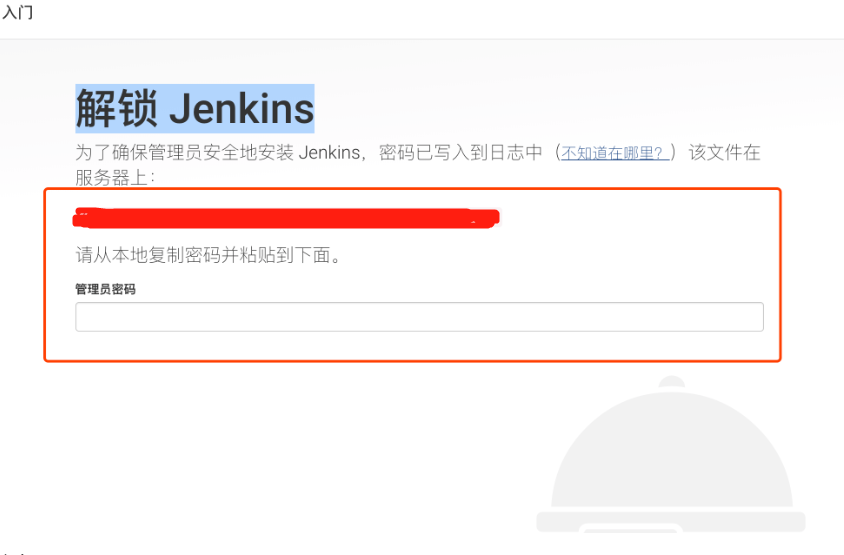 入门
解锁 Jenkins
为了确保管理员安全地安装 Jenkins，密码已写入到日志中（不知道在哪里？）该文件在
服务器上：
请从本地复制密码并粘贴到下面。
管理员密码